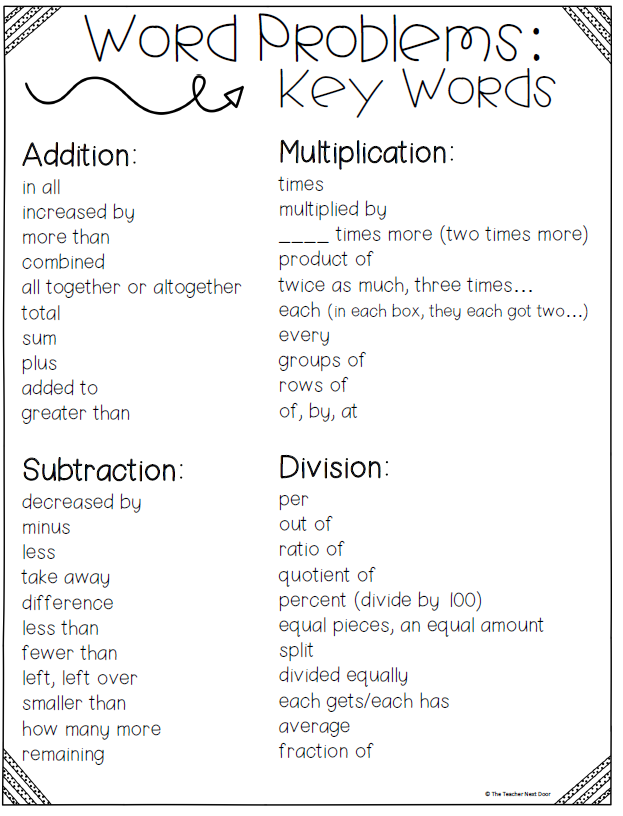 Word Problems:
Key Words
Addition:
in all
increased by
more than
combined
all together or altogether
total
sum
plus
added to
greater than
Multiplication:
times
multiplied by
____ times more (two times more)
product of
twice as much, three times...
each (in each box, they each got two...)
every
groups of
rows of
of, by, at
Subtraction:
decreased by
minus
less
take away
difference
less than
fewer than
left, left over
smaller than
how many more
remaining
Division:
per
out of
ratio of
quotient of
percent (divide by 100)
equal pieces, an equal amount
split
divided equally
each gets/each has
average
fraction of
© The Teacher Next Door